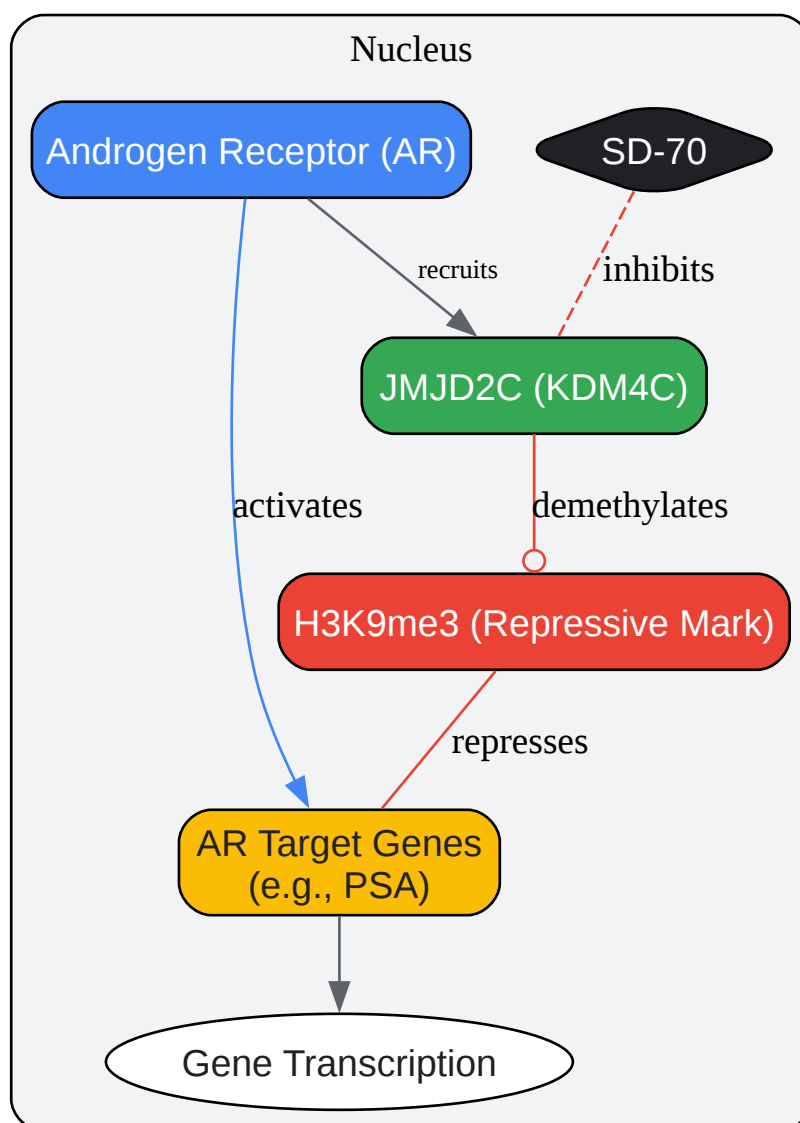 Nucleus
Androgen Receptor (AR)
SD-70
recruits
inhibits
JMJD2C (KDM4C)
activates
demethylates
H3K9me3 (Repressive Mark)
represses
AR Target Genes
(e.g., PSA)
Gene Transcription